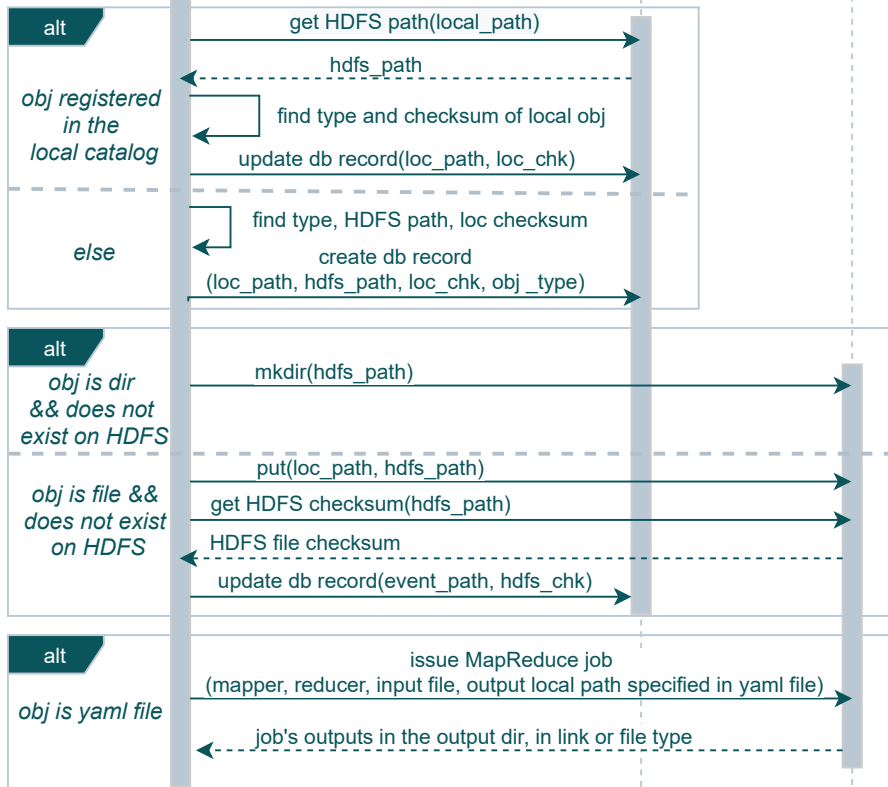 alt
get HDFS path(local_path)
hdfs_path
obj registered
in the
local catalog
find type and checksum of local obj
update db record(loc_path, loc_chk)
else
find type, HDFS path, loc checksum
create db record
(loc_path, hdfs_path, loc_chk, obj _type)
alt
obj is dir
&& does not
exist on HDFS
mkdir(hdfs_path)
obj is file &&
does not exist
on HDFS
put(loc_path, hdfs_path)
get HDFS checksum(hdfs_path)
HDFS file checksum
update db record(event_path, hdfs_chk)
alt
obj is yaml file
issue MapReduce job
(mapper, reducer, input file, output local path specified in yaml file)
job's outputs in the output dir, in link or file type